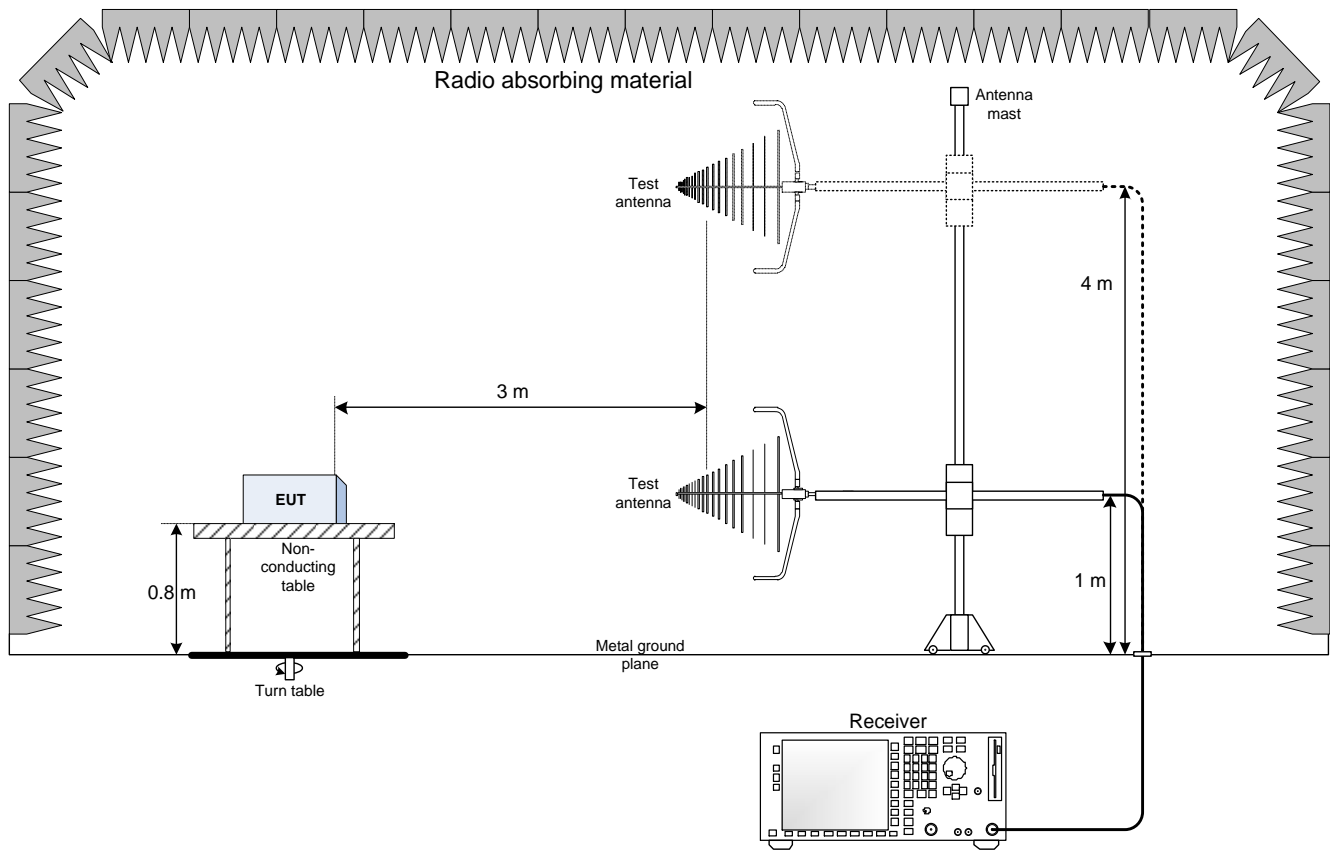 Radio absorbing material
Antenna
mast
Test
antenna
4 m
3 m
EUT
Test
antenna
Non-
conducting
table
0.8 m
1 m
Metal ground
plane
Turn table
Receiver